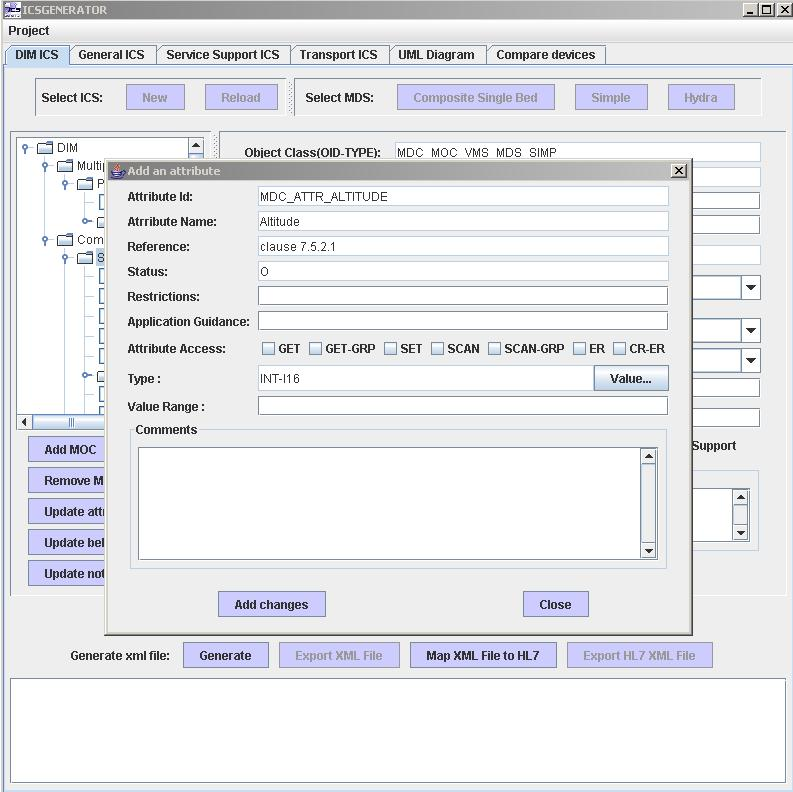 ICSGENERATOR
Project
DIM ICS General ICS Service Support ICS Transport ICS UML Diagram Compare devices
Select ICS: New Reload Select MDS: Composite Single Bed Simple Hydra
DIM
Object Class(OID-TYPE): MDC_MOC_VMS_MDS_SIMP
Multip
P
Com
S
Add an attribute
Attribute Id: MDC_ATTR_ALTITUDE
Atrribute Name: Altitude
Reference: clause 7.5.2.1
Status: O
Restrictions:
Application Guidance:
Attribute Access: GET GET-GRP SET SCAN SCAN-GRP ER CR-ER
Type : INT-I16 Value...
Value Range :
Comments
Add changes Close
Add MOC
Remove M
Update att
Update bel
Update not
Support
Generate xml file: Generate Export XML File Map XML File to HL7 Export HL7 XML File